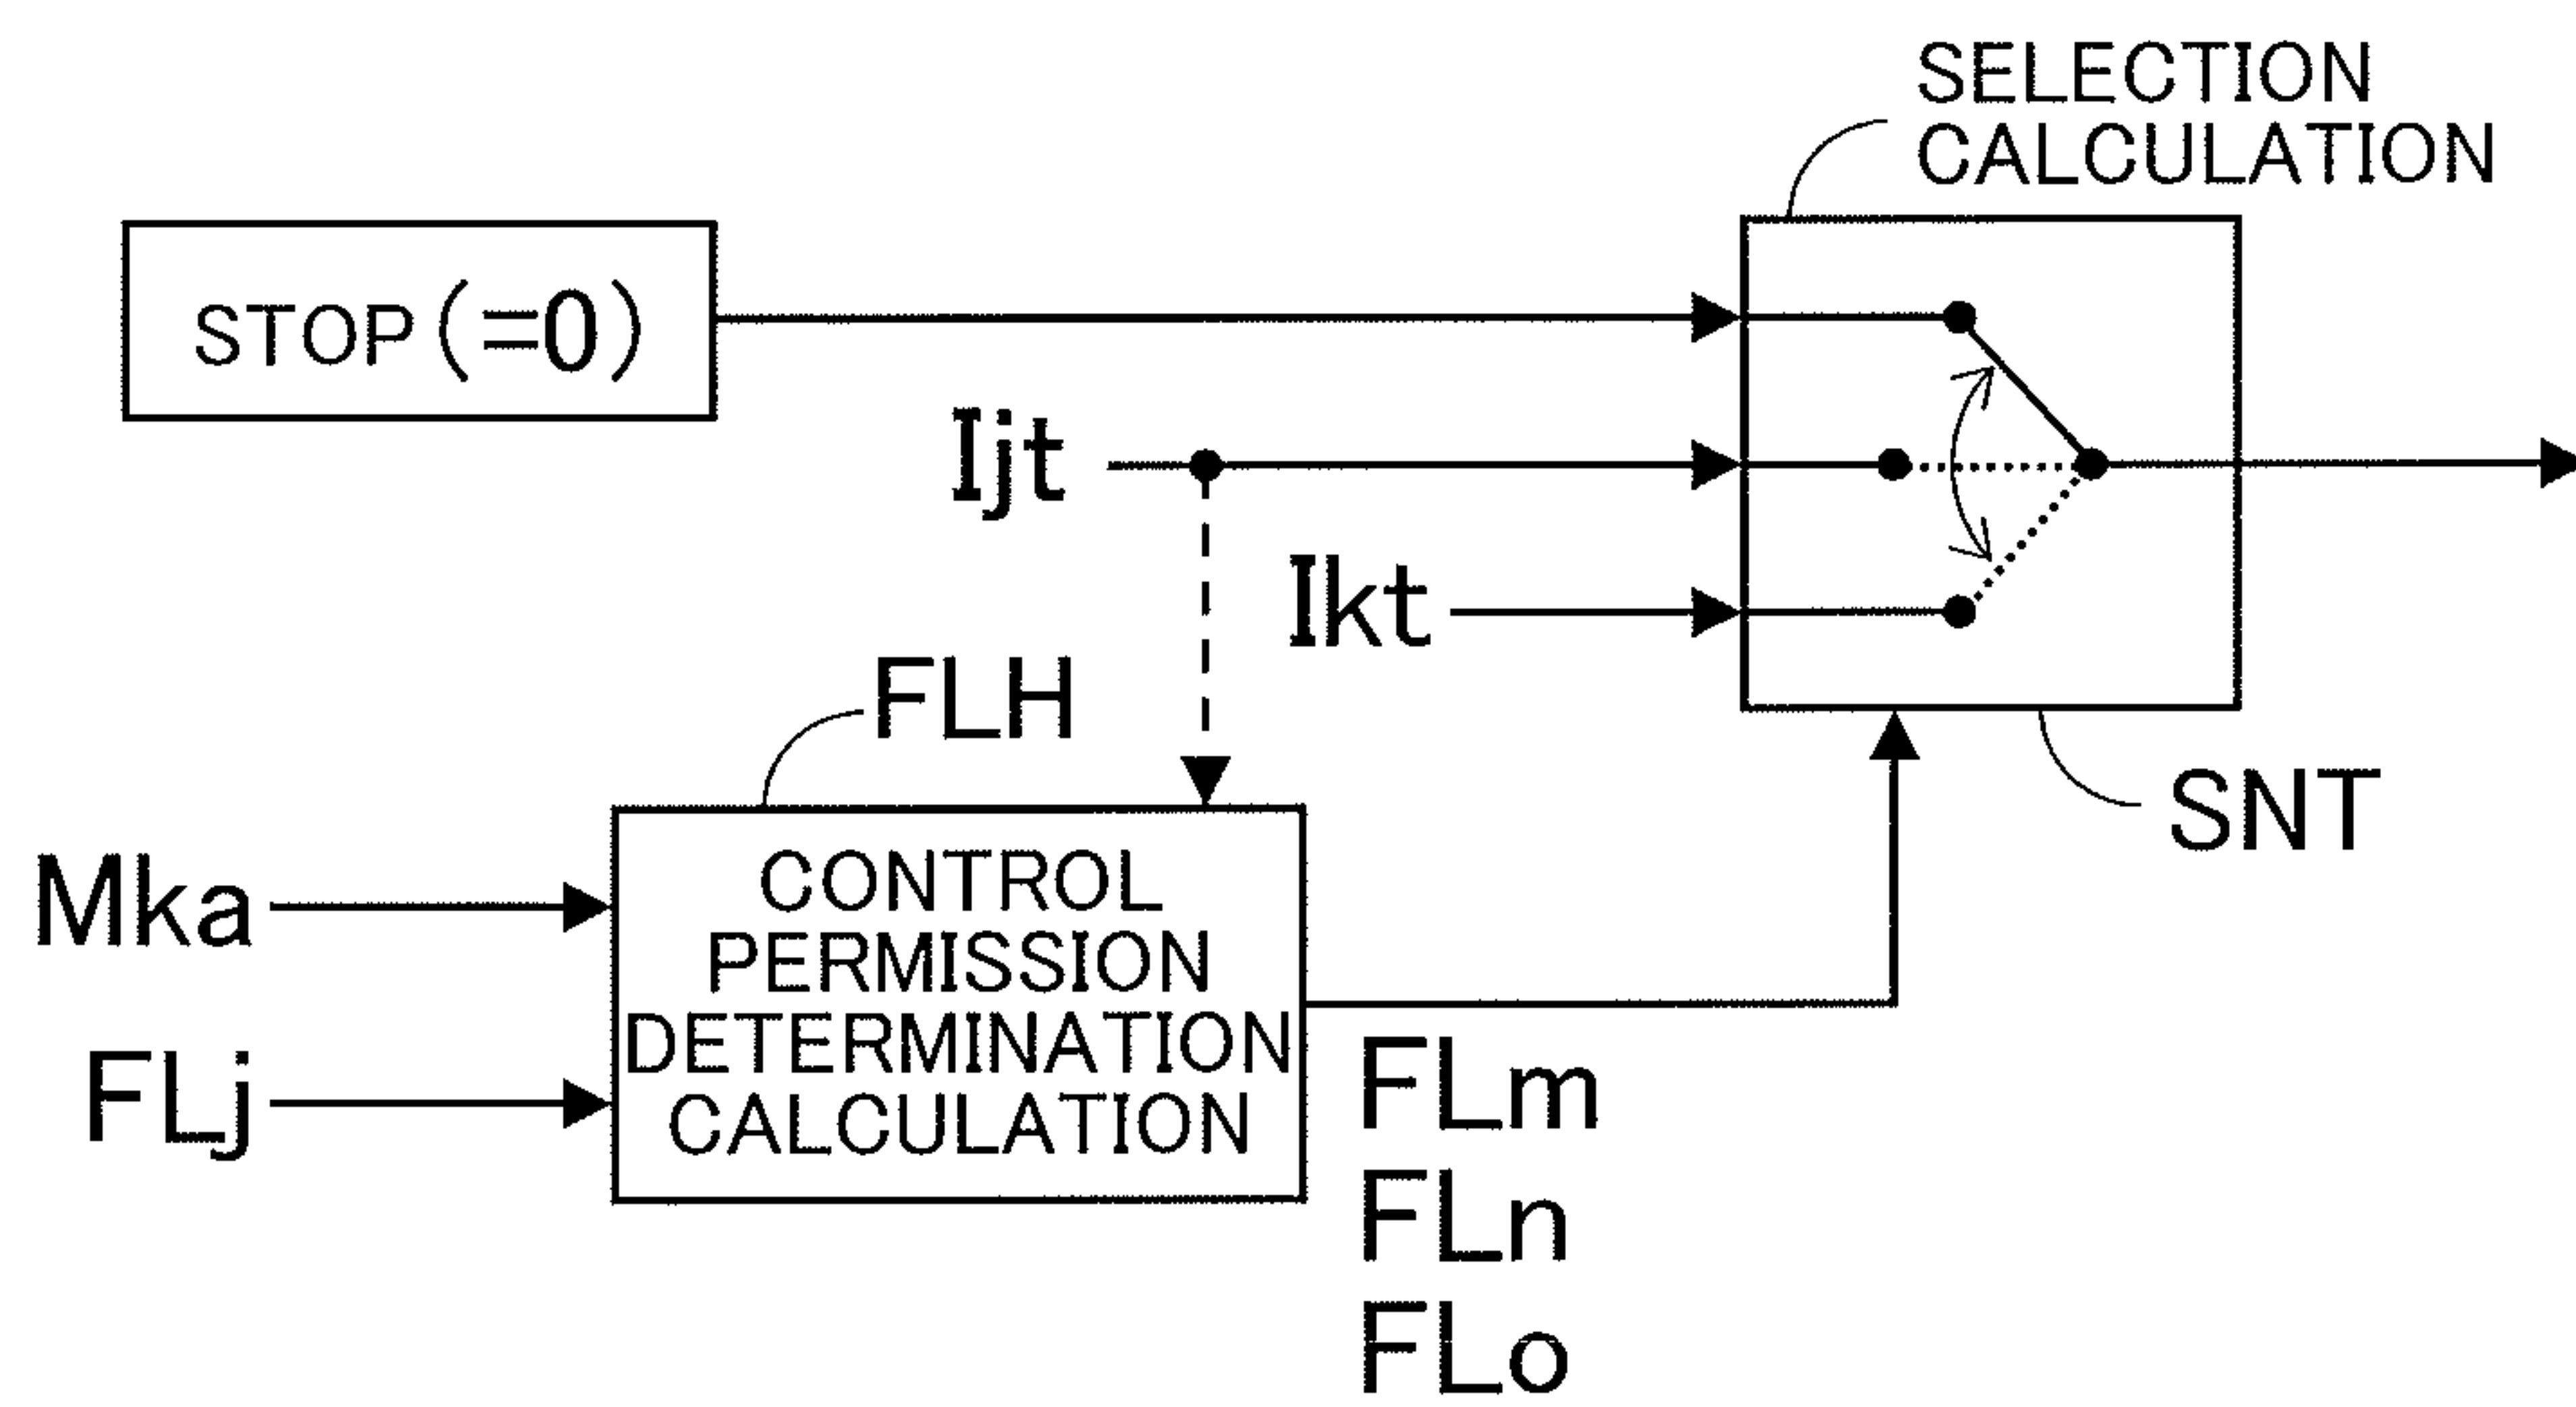 SELECTION
CALCULATION
STOP(=0)
Ijt
Ikt
FLH
SNT
Mka
FLj
CONTROL
PERMISSION
DETERMINATION
CALCULATION
FLm
FLn
FLo